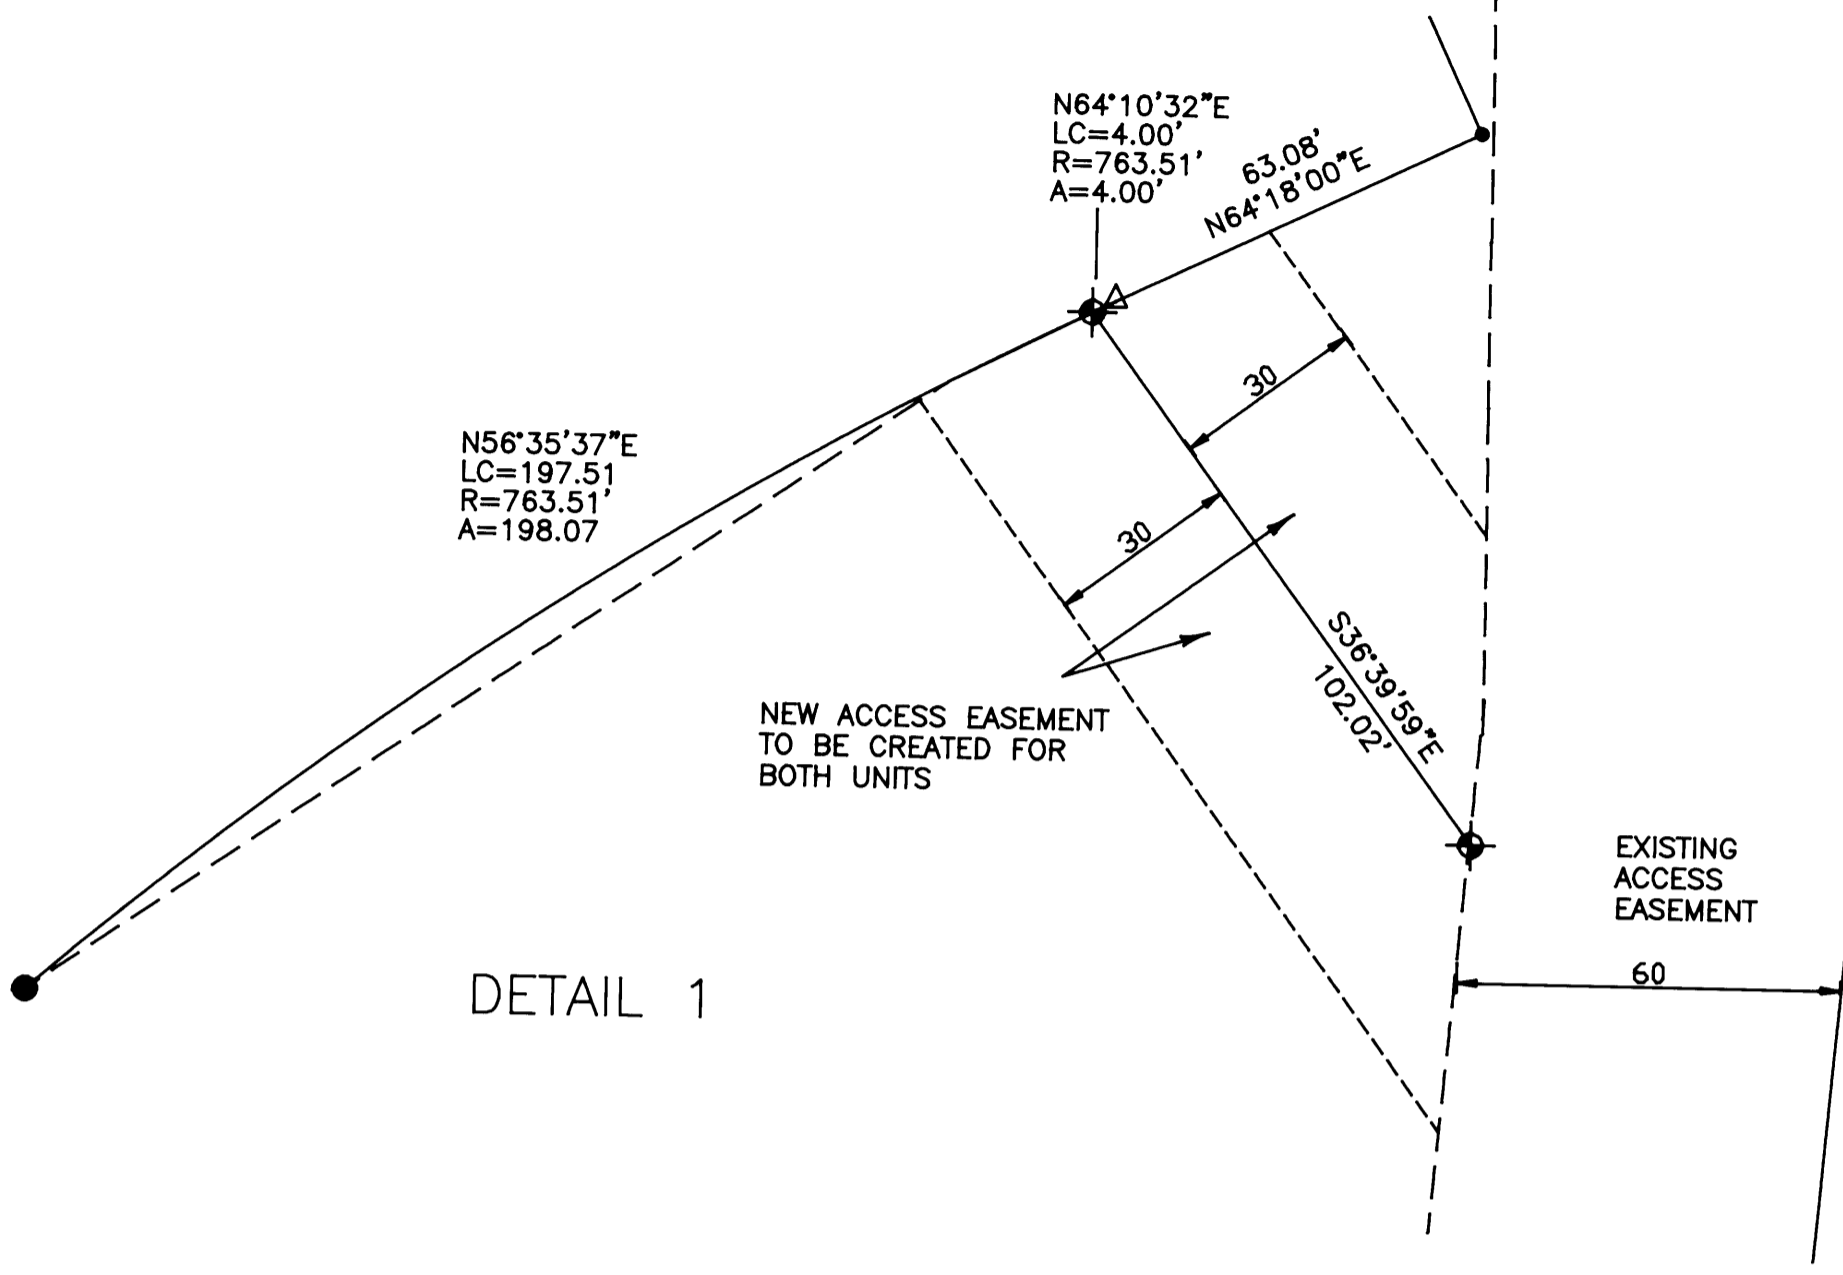 N64°10'32"E
LC=4.00'
R=763.51'
A=4.00'
63.08'
N64°18'00"E
30
N56°35'37"E
LC=197.51
R=763.51'
A=198.07
30
S36°39'59"E
102.02'
NEW ACCESS EASEMENT
TO BE CREATED FOR
BOTH UNITS
EXISTING
ACCESS
EASEMENT
60
DETAIL 1